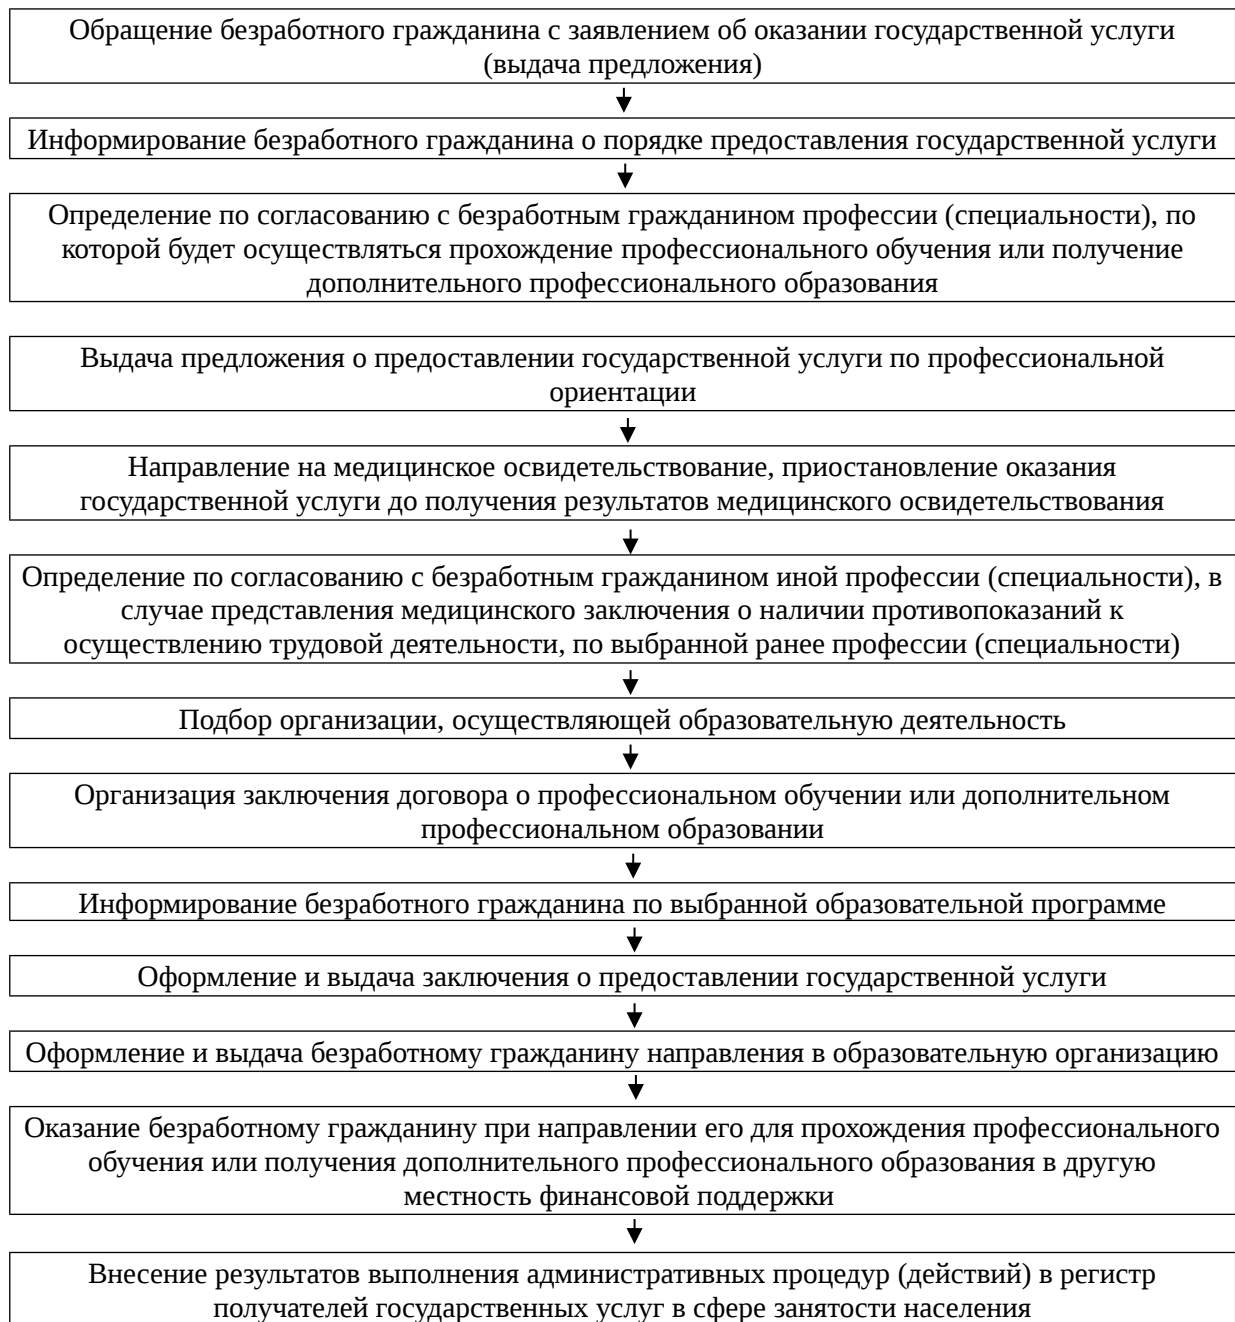 Обращение безработного гражданина с заявлением об оказании государственной услуги
(выдача предложения)
Информирование безработного гражданина о порядке предоставления государственной услуги
Определение по согласованию с безработным гражданином профессии (специальности), по
которой будет осуществляться прохождение профессионального обучения или получение
дополнительного профессионального образования
Выдача предложения о предоставлении государственной услуги по профессиональной
ориентации
Направление на медицинское освидетельствование, приостановление оказания
государственной услуги до получения результатов медицинского освидетельствования
Определение по согласованию с безработным гражданином иной профессии (специальности), в
случае представления медицинского заключения о наличии противопоказаний к
осуществлению трудовой деятельности, по выбранной ранее профессии (специальности)
Подбор организации, осуществляющей образовательную деятельность
Организация заключения договора о профессиональном обучении или дополнительном
профессиональном образовании
Информирование безработного гражданина по выбранной образовательной программе
Оформление и выдача заключения о предоставлении государственной услуги
Оформление и выдача безработному гражданину направления в образовательную организацию
Оказание безработному гражданину при направлении его для прохождения профессионального
обучения или получения дополнительного профессионального образования в другую
местность финансовой поддержки
Внесение результатов выполнения административных процедур (действий) в регистр
получателей государственных услуг в сфере занятости населения